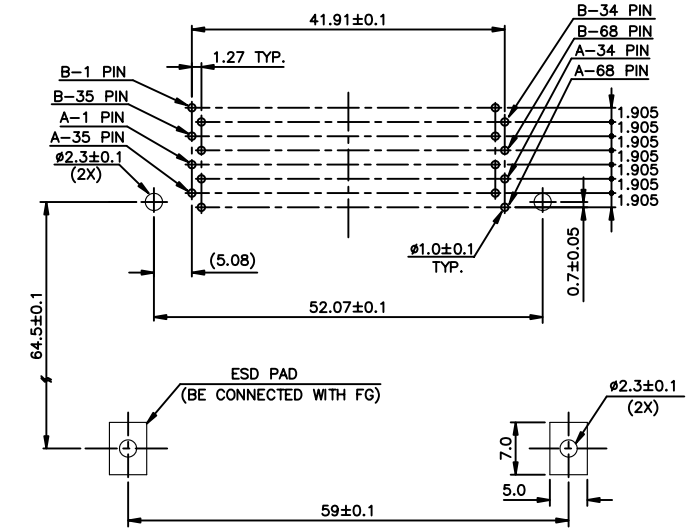 41.91±0.1
B-34 PIN
B-68 PIN
A-34 PIN
A-68 PIN
1.27 TYP.
B-1 PIN
B-35 PIN
A-1 PIN
A-35 PIN
ø2.3±0.1
(2X)
1.905
1.905
1.905
1.905
1.905
1.905
1.905
(5.08)
ø1.0±0.1
TYP.
0.7±0.05
52.07±0.1
64.5±0.1
ESD PAD
(BE CONNECTED WITH FG)
ø2.3±0.1
(2X)
7.0
5.0
59±0.1